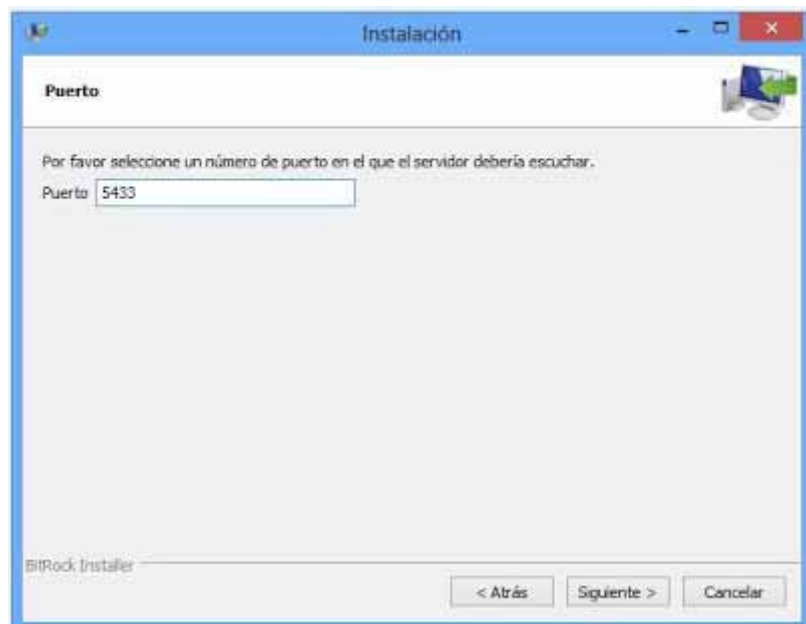 Instalación
Puerto
Por favor seleccione un número de puerto en el que el servidor debería escuchar.
Puerto 5433
BitRock Installer
< Atrás Siguiente > Cancelar